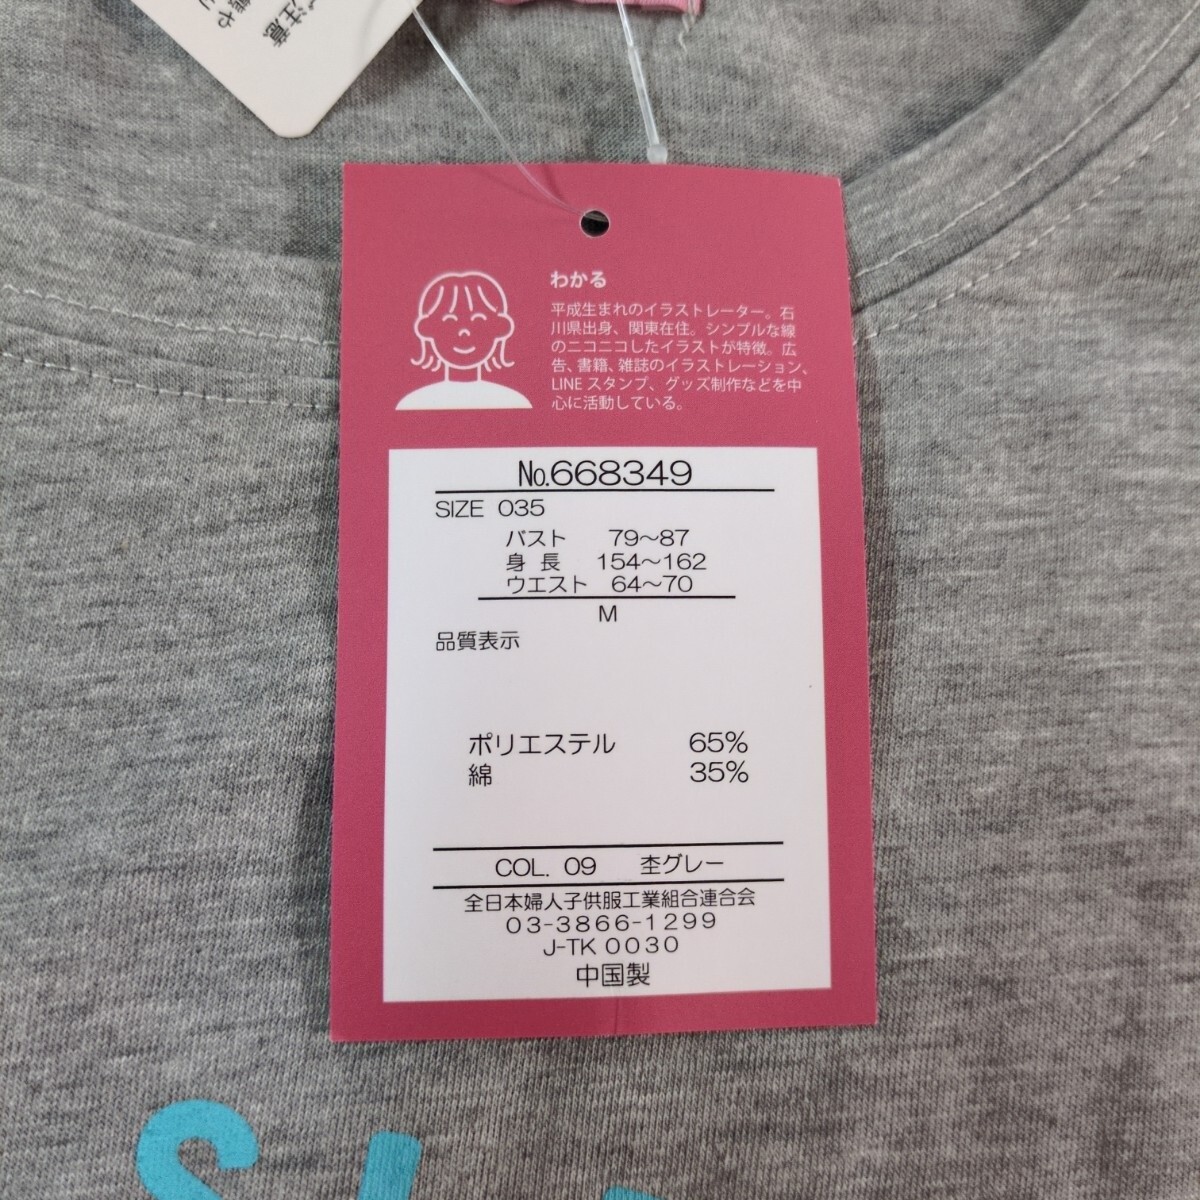 注意
わかる
平成生まれのイラストレーター。石
川県出身、関東在住。シンプルな線
のニコニコしたイラストが特徴。広
告、書籍、雑誌のイラストレーション、
LINE スタンプ、グッズ制作などを中
心に活動している。
No.668349
SIZE 035
バスト 79～87
身 長 154～162
ウエスト 64～70
M
品質表示
ポリエステル 65%
綿 35%
COL. 09 杢グレー
全日本婦人子供服工業組合連合会
03-3866-1299
J-TK 0030
中国製